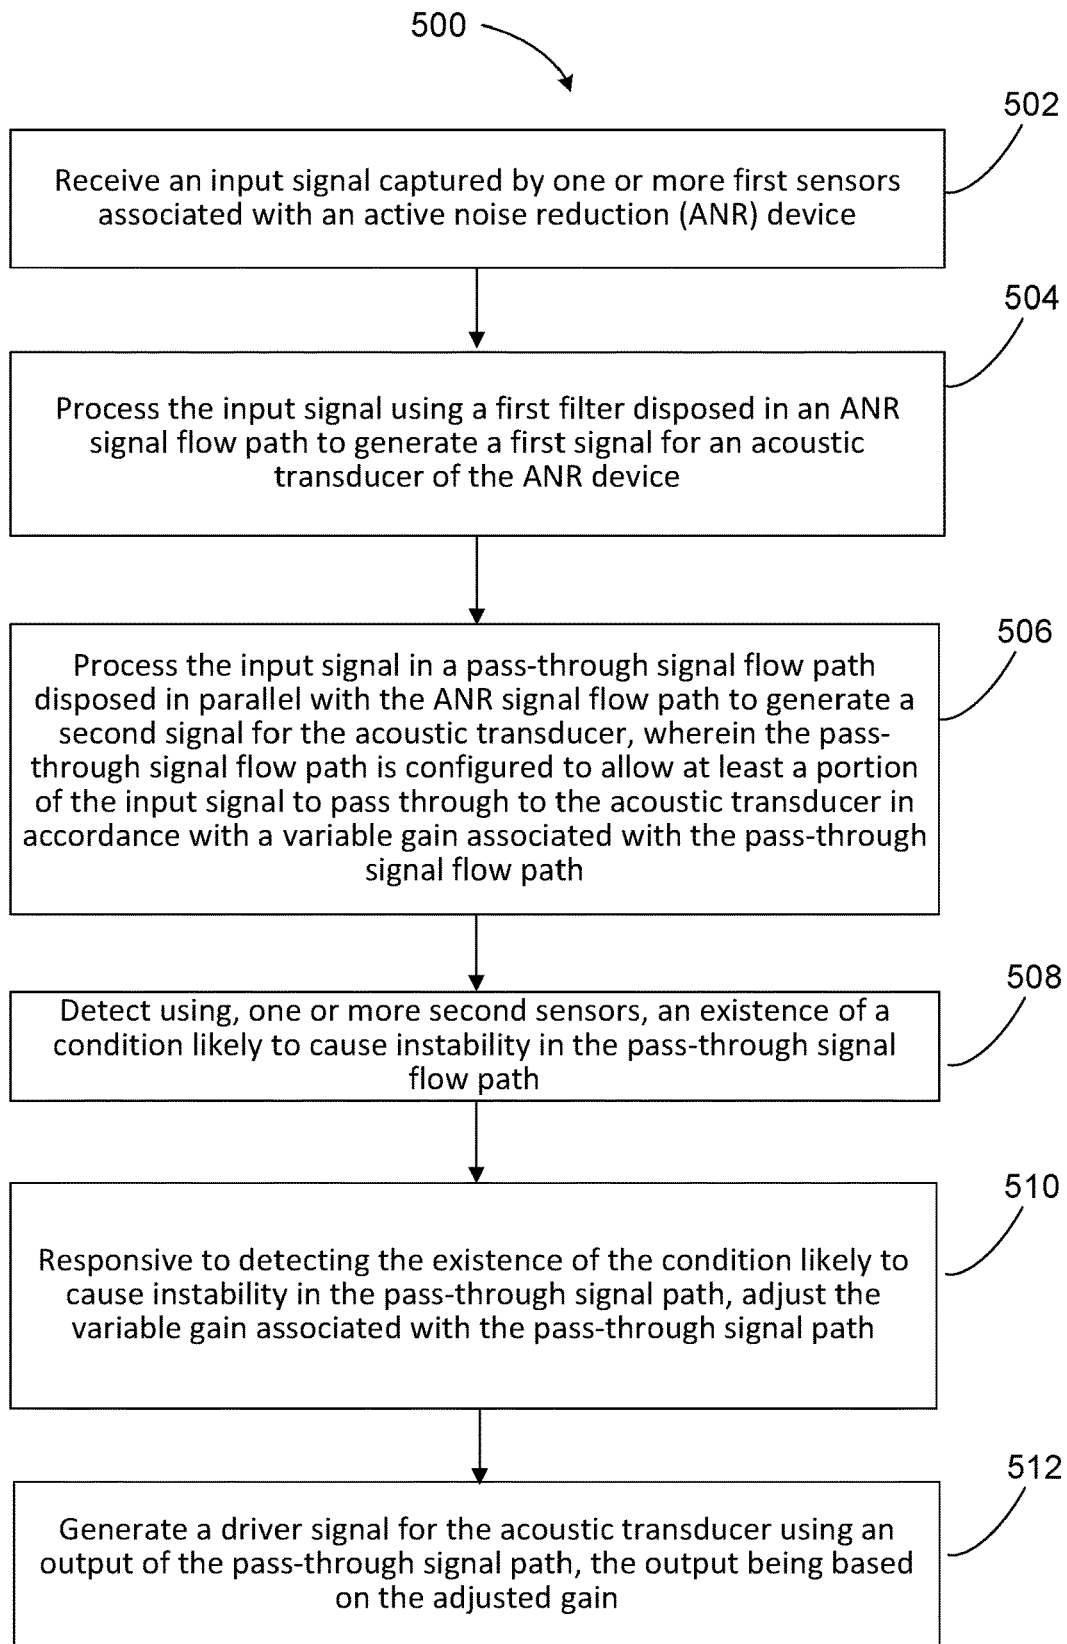 500
502
Receive an input signal captured by one or more first sensors
associated with an active noise reduction (ANR) device
504
Process the input signal using a first filter disposed in an ANR
signal flow path to generate a first signal for an acoustic
transducer of the ANR device
506
Process the input signal in a pass-through signal flow path
disposed in parallel with the ANR signal flow path to generate a
second signal for the acoustic transducer, wherein the pass-
through signal flow path is configured to allow at least a portion
of the input signal to pass through to the acoustic transducer in
accordance with a variable gain associated with the pass-through
signal flow path
508
Detect using, one or more second sensors, an existence of a
condition likely to cause instability in the pass-through signal
flow path
510
Responsive to detecting the existence of the condition likely to
cause instability in the pass-through signal path, adjust the
variable gain associated with the pass-through signal path
512
Generate a driver signal for the acoustic transducer using an
output of the pass-through signal path, the output being based
on the adjusted gain